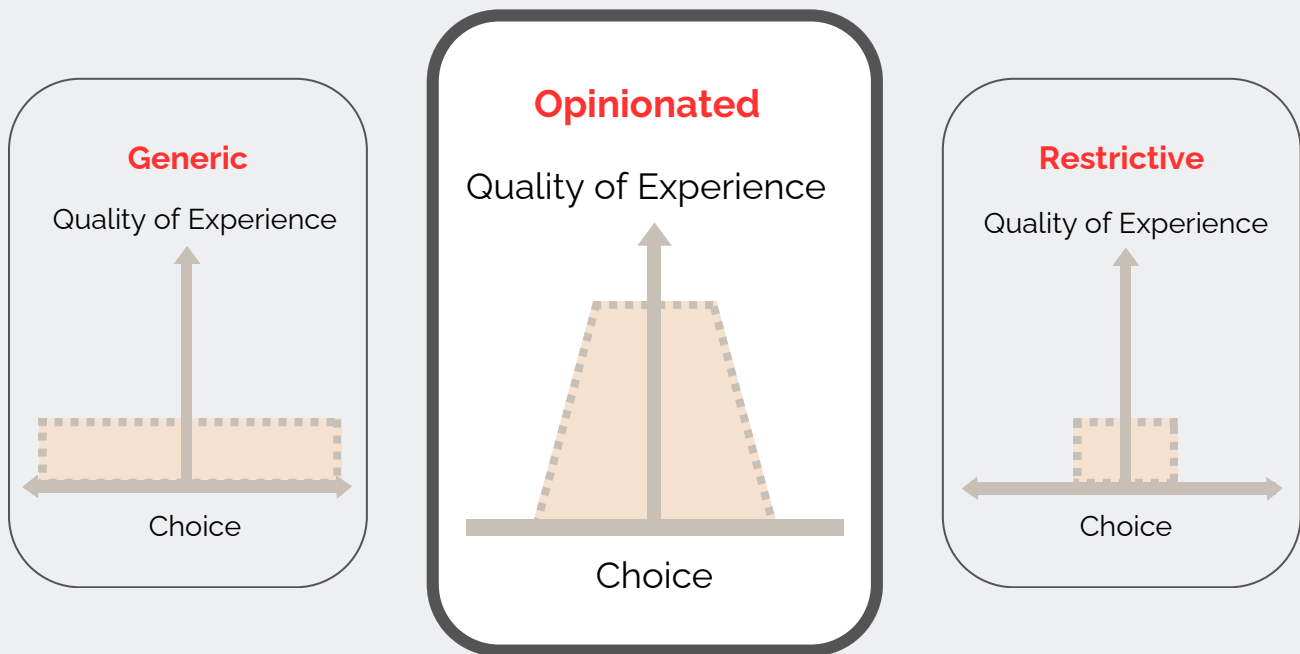 Generic
Quality of Experience
Choice
Opinionated
Quality of Experience
Choice
Restrictive
Quality of Experience
Choice